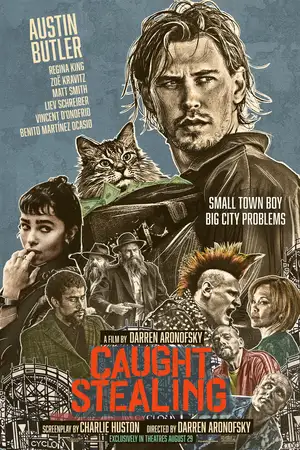 AUSTIN
BUTLER
REGINA KING
ZOË KRAVITZ
MATT SMITH
LIEV SCHREIBER
VINCENT D'ONOFRIO
BENITO MARTÍNEZ OCASIO
SMALL TOWN BOY
BIG CITY PROBLEMS
A FILM BY DARREN ARONOFSKY
CAUGHT
STEALING
CYCLON
SCREENPLAY BY CHARLIE HUSTON DIRECTED BY DARREN ARONOFSKY
EXCLUSIVELY IN THEATRES AUGUST 29